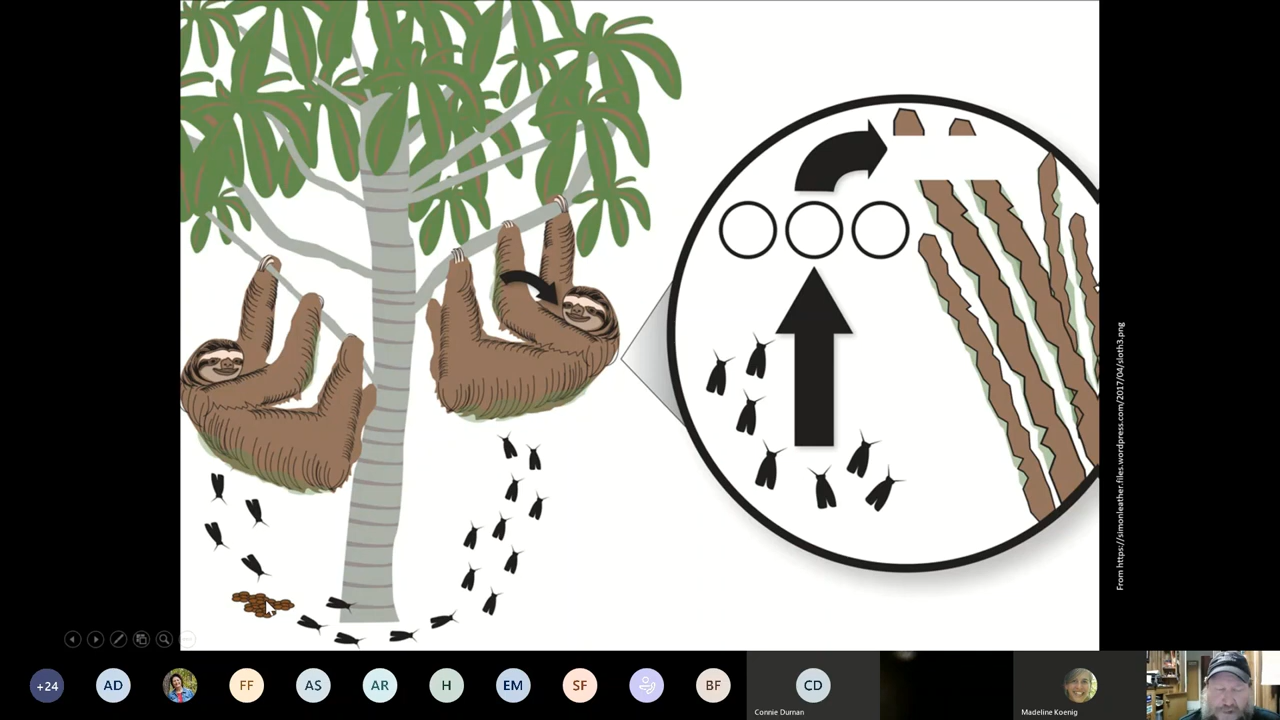 From https://simonleather.files.wordpress.com/2017/04/sloth3.png
+24
AD
FF
AS
AR
H
EM
SF
BF
CD
Connie Durnan
Madeline Koenig